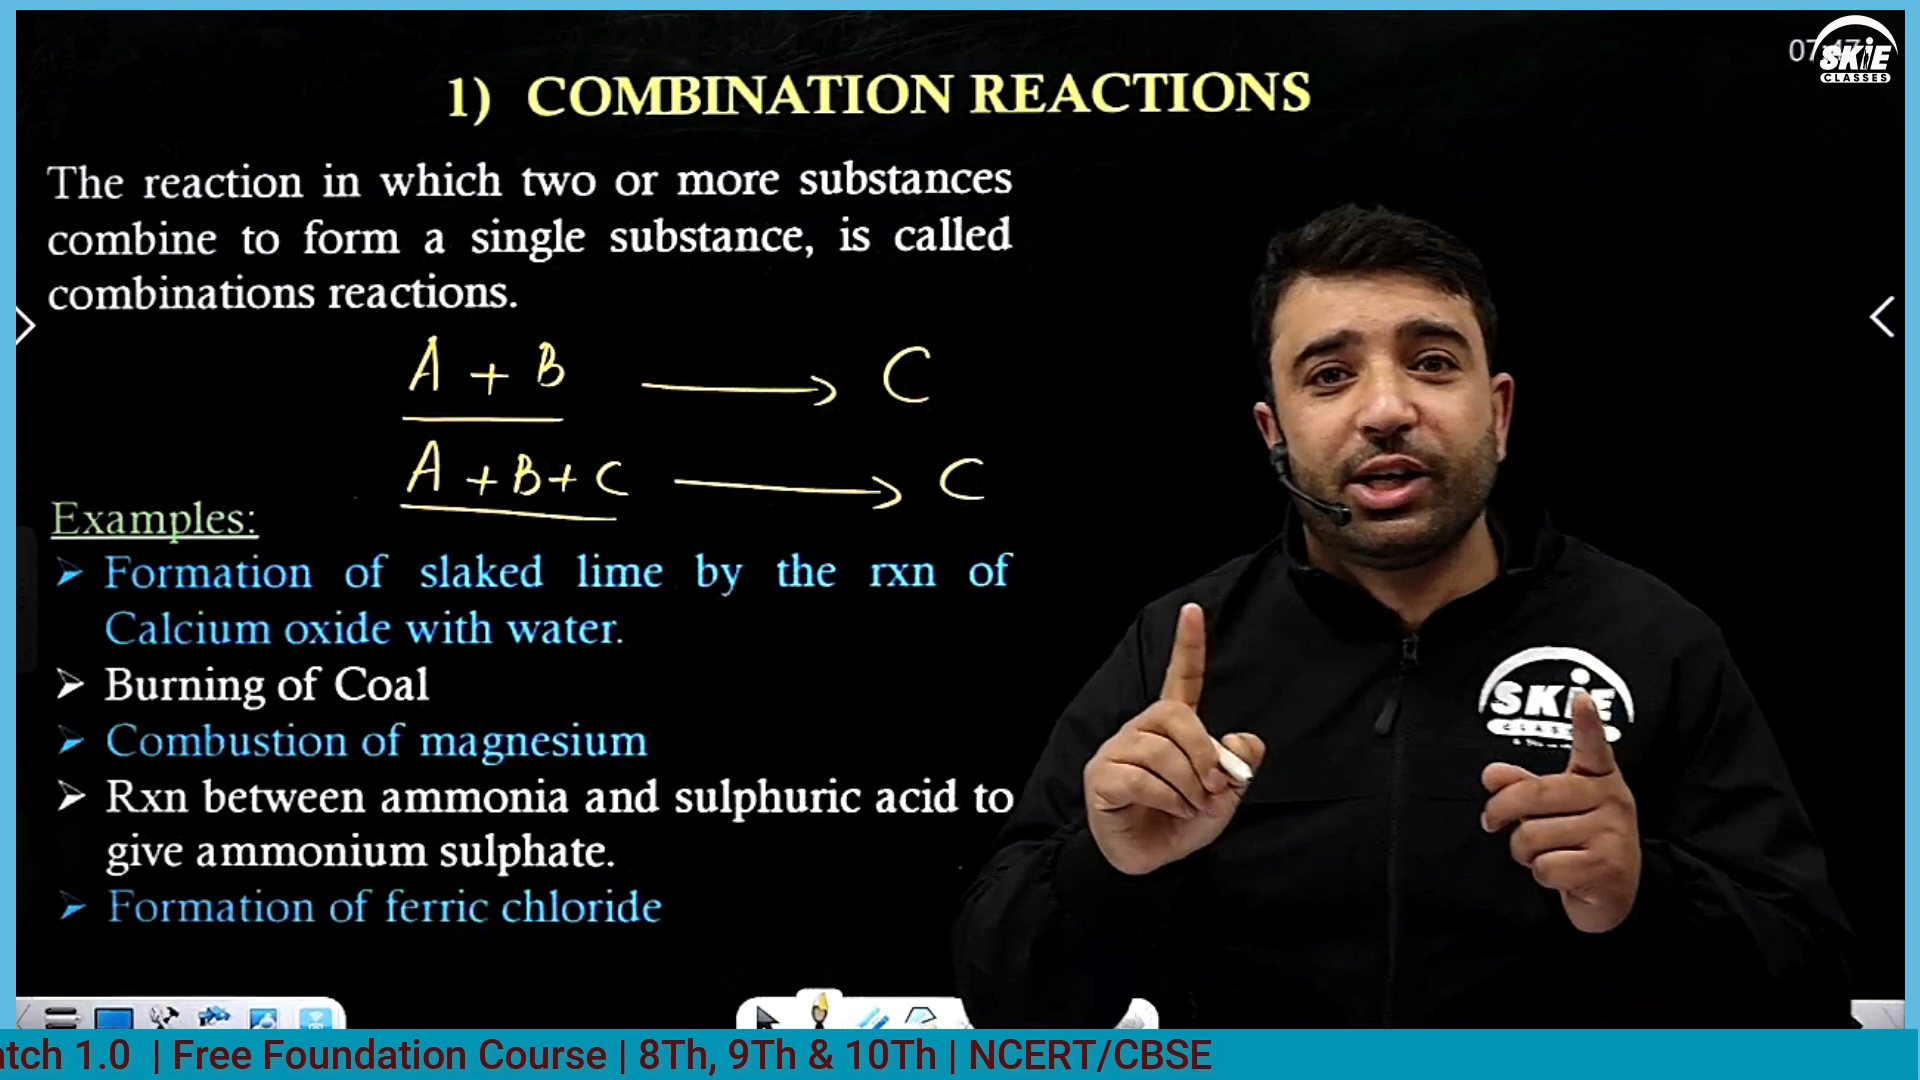 SKiE
CLASSES
1) COMBINATION REACTIONS
The reaction in which two or more substances
combine to form a single substance, is called
combinations reactions.
A + B ⟶ C
A + B + C ⟶ C
Examples:
➤ Formation of slaked lime by the rxn of
Calcium oxide with water.
➤ Burning of Coal
➤ Combustion of magnesium
➤ Rxn between ammonia and sulphuric acid to
give ammonium sulphate.
➤ Formation of ferric chloride
SKiE
atch 1.0 | Free Foundation Course | 8Th, 9Th & 10Th | NCERT/CBSE